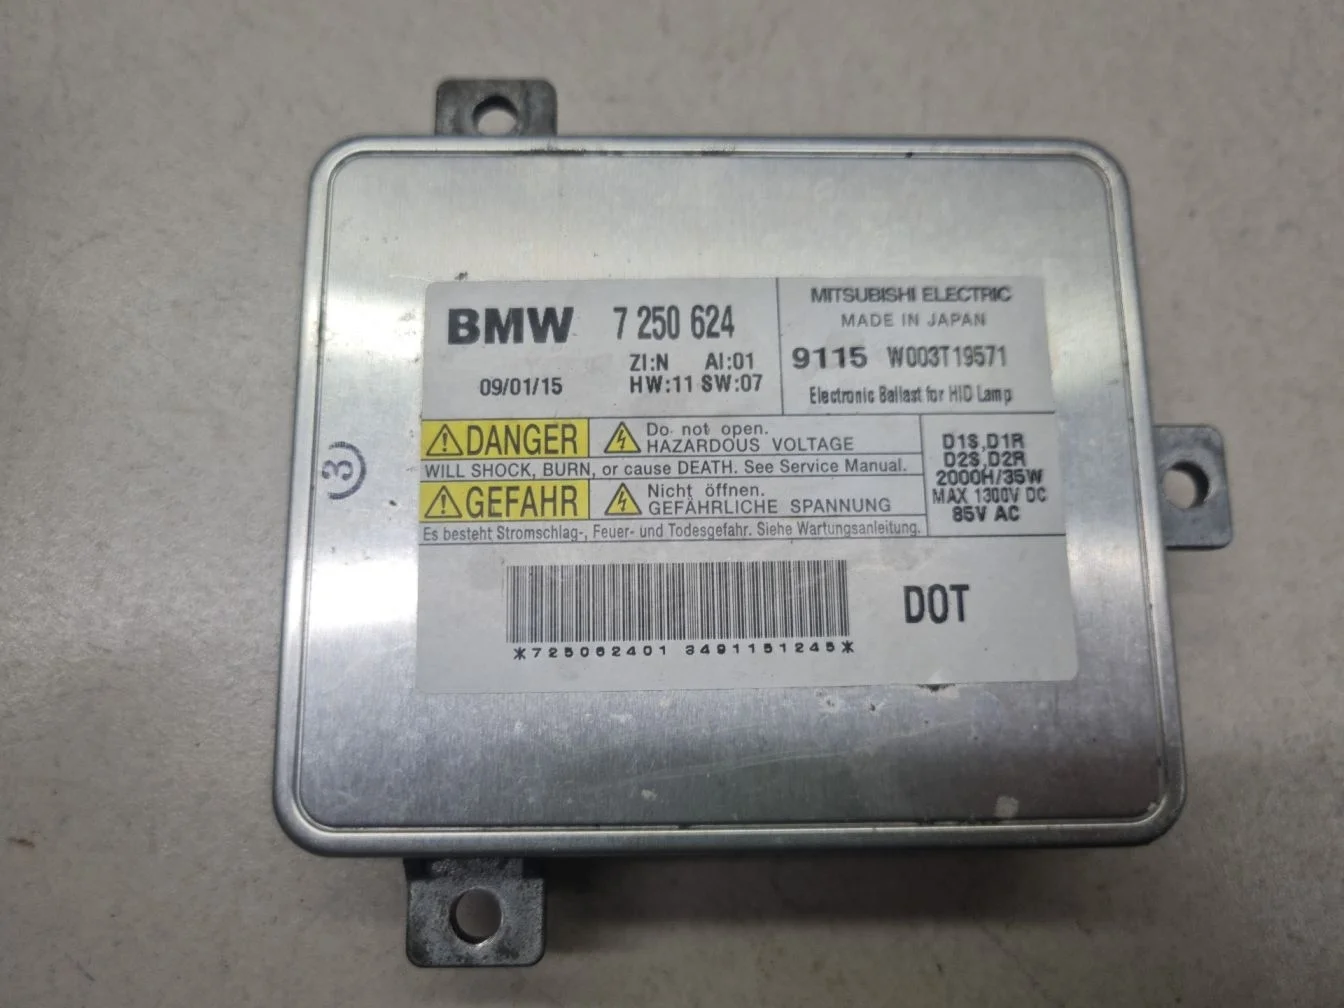 BMW 7 250 624
ZI:N AI:01
09/01/15 HW:11 SW:07
MITSUBISHI ELECTRIC
MADE IN JAPAN
9115 W003T19571
Electronic Ballast for HID Lamp
DANGER
Do not open.
HAZARDOUS VOLTAGE
WILL SHOCK, BURN, or cause DEATH. See Service Manual.
GEFAHR
Nicht öffnen.
GEFÄHRLICHE SPANNUNG
Es besteht Stromschlag-, Feuer- und Todesgefahr. Siehe Wartungsanleitung.
D1S,D1R
D2S,D2R
2000H/35W
MAX 1300V DC
85V AC
*725062401 3491151245*
DOT
3